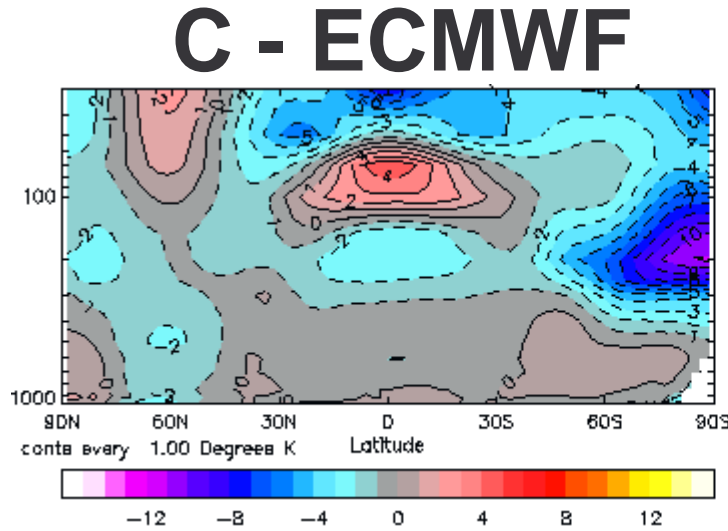 C - ECMWF
100
1000
90N 60N 30N 0 30S 60S 90S
conts every 1.00 Degrees K Latitude
-12 -8 -4 0 4 8 12